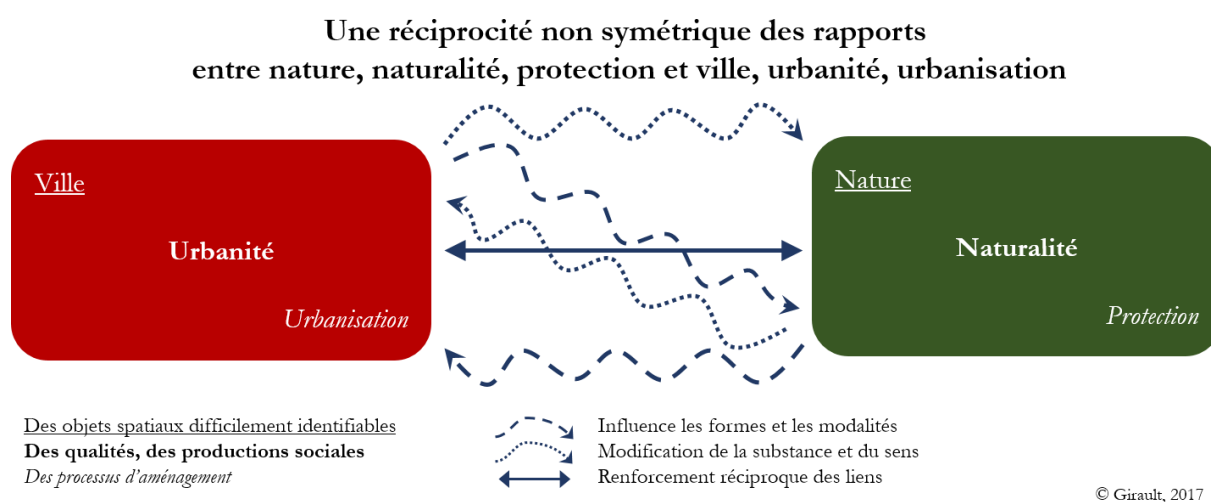 Une réciprocité non symétrique des rapports
entre nature, naturalité, protection et ville, urbanité, urbanisation
Ville
Urbanité
Urbanisation
Nature
Naturalité
Protection
Des objets spatiaux difficilement identifiables
Des qualités, des productions sociales
Des processus d'aménagement
Influence les formes et les modalités
Modification de la substance et du sens
Renforcement réciproque des liens
© Girault, 2017